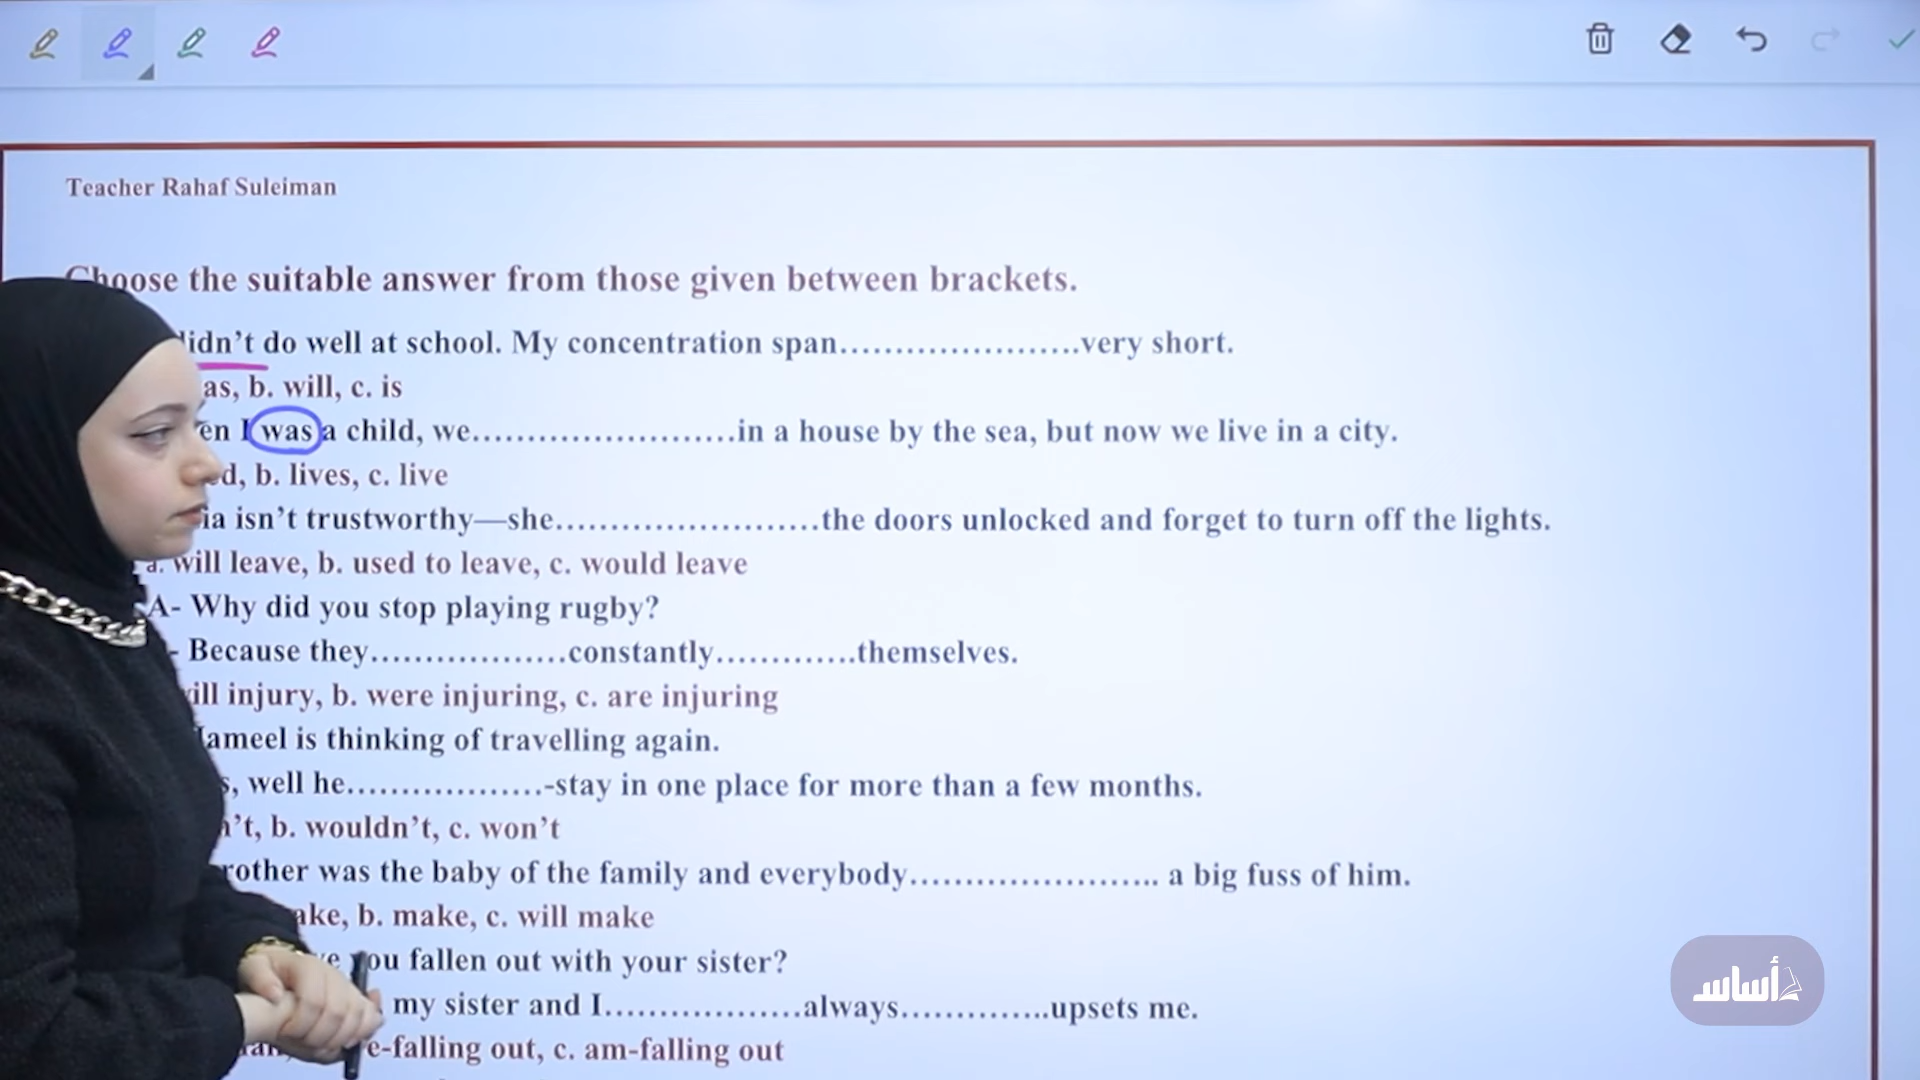 Teacher Rahaf Suleiman
Choose the suitable answer from those given between brackets.
didn’t do well at school. My concentration span……………………very short.
as, b. will, c. is
en I was a child, we……………………in a house by the sea, but now we live in a city.
d, b. lives, c. live
ia isn’t trustworthy—she……………………the doors unlocked and forget to turn off the lights.
a. will leave, b. used to leave, c. would leave
A- Why did you stop playing rugby?
- Because they………………constantly………….themselves.
ill injury, b. were injuring, c. are injuring
Jameel is thinking of travelling again.
s, well he………………-stay in one place for more than a few months.
’t, b. wouldn’t, c. won’t
rother was the baby of the family and everybody………………….. a big fuss of him.
ake, b. make, c. will make
you fallen out with your sister?
my sister and I………………always…………..upsets me.
e-falling out, c. am-falling out
أساس